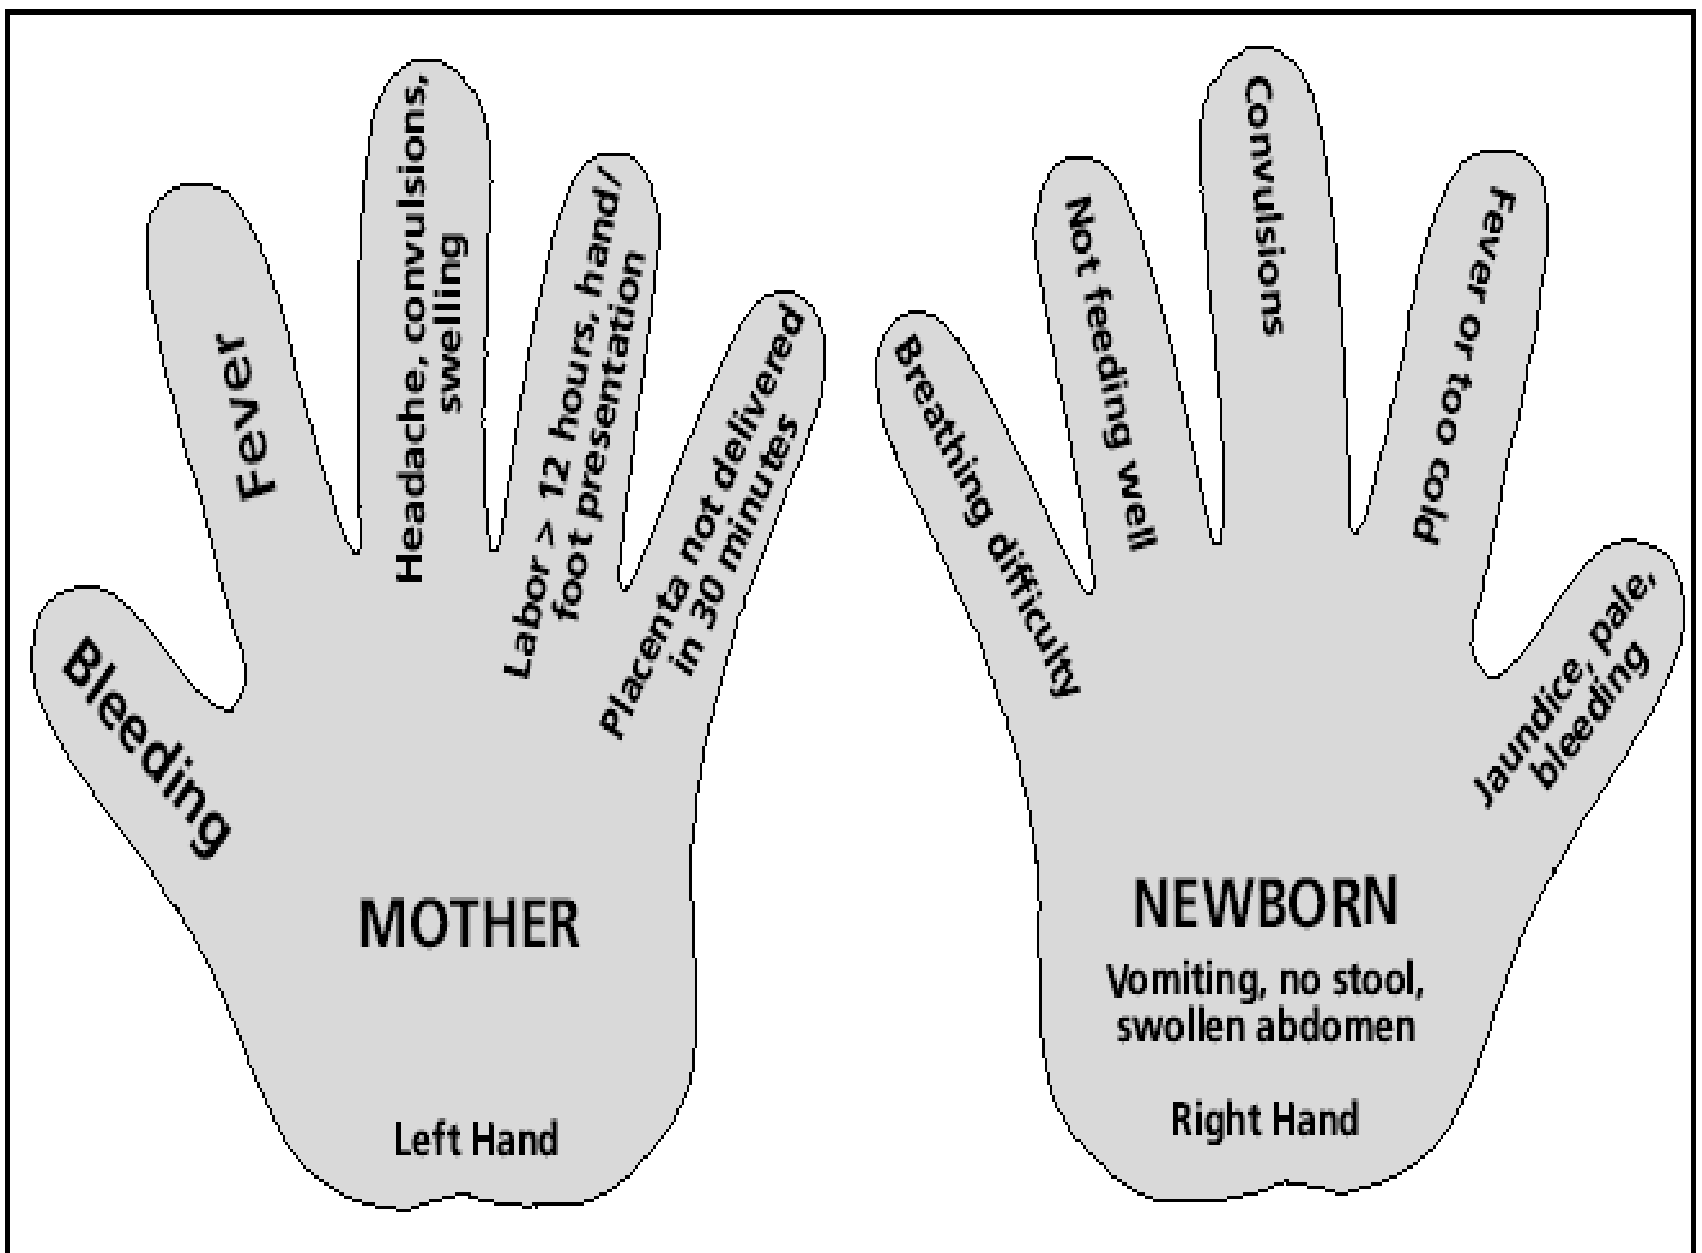 Bleeding
Fever
Headache, convulsions,
swelling
Labor > 12 hours, hand/
foot presentation
Placenta not delivered
in 30 minutes
MOTHER
Left Hand
Breathing difficulty
Not feeding well
Convulsions
Fever or too cold
Jaundice, pale,
bleeding
NEWBORN
Vomiting, no stool,
swollen abdomen
Right Hand